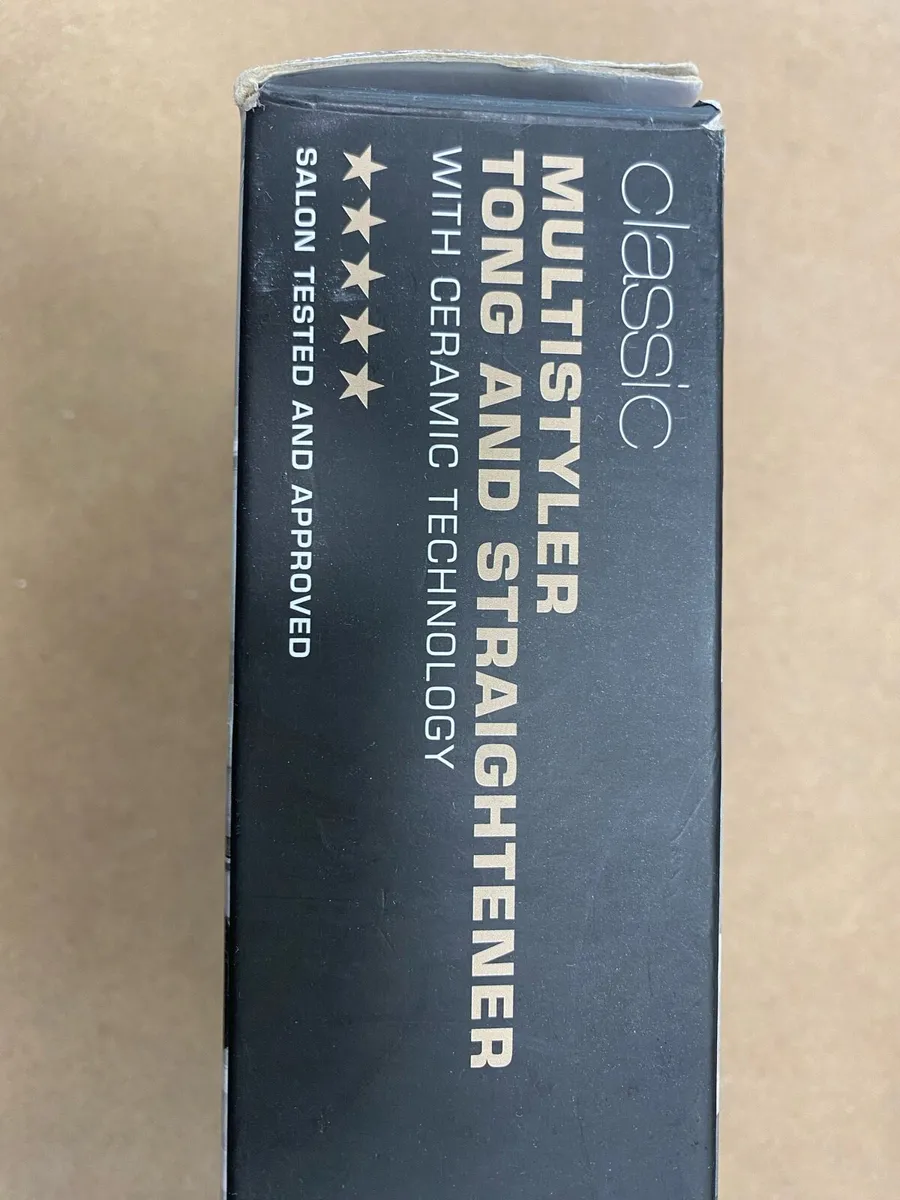 classic
MULTISTYLER
TONG AND STRAIGHTENER
WITH CERAMIC TECHNOLOGY
SALON TESTED AND APPROVED